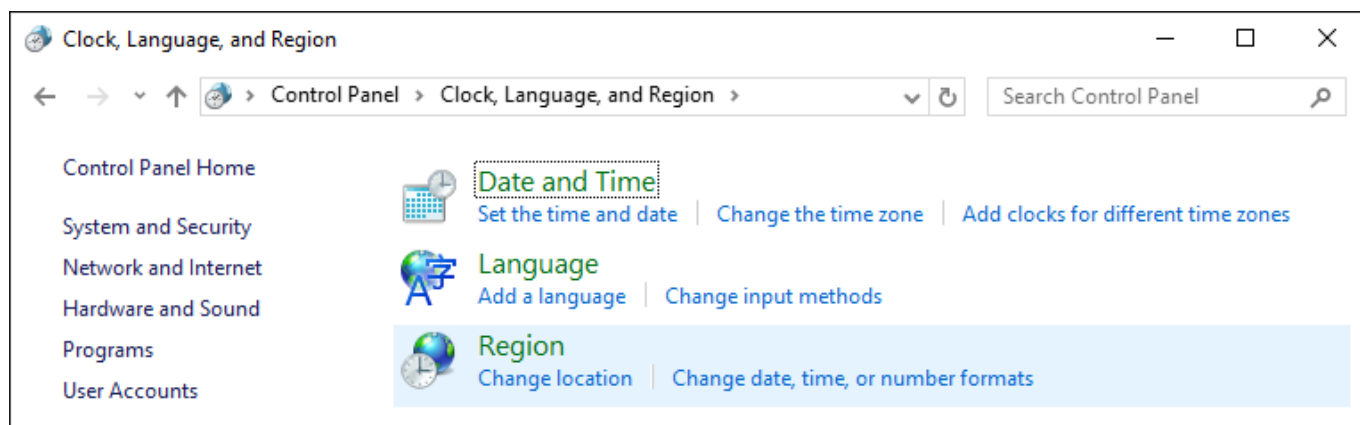 Clock, Language, and Region
Control Panel > Clock, Language, and Region >
Search Control Panel
Control Panel Home
System and Security
Network and Internet
Hardware and Sound
Programs
User Accounts
Date and Time
Set the time and date | Change the time zone | Add clocks for different time zones
Language
Add a language | Change input methods
Region
Change location | Change date, time, or number formats